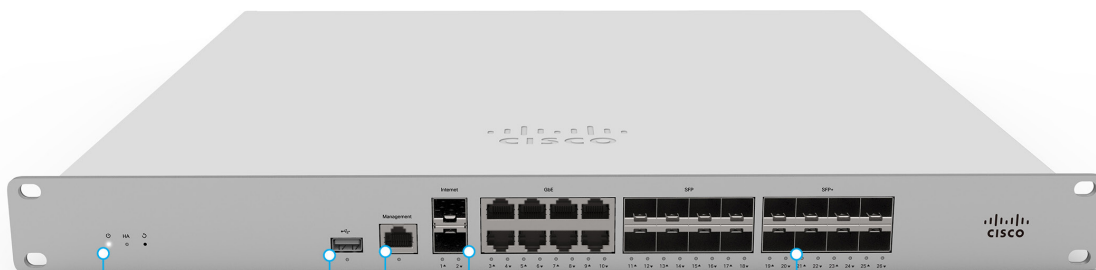 CISCO
Internet
GbE
SFP
SFP+
Management
HA
CISCO
1 2
3 4 5 6 7 8 9 10
11 12 13 14 15 16 17 18
19 20 21 22 23 24 25 26